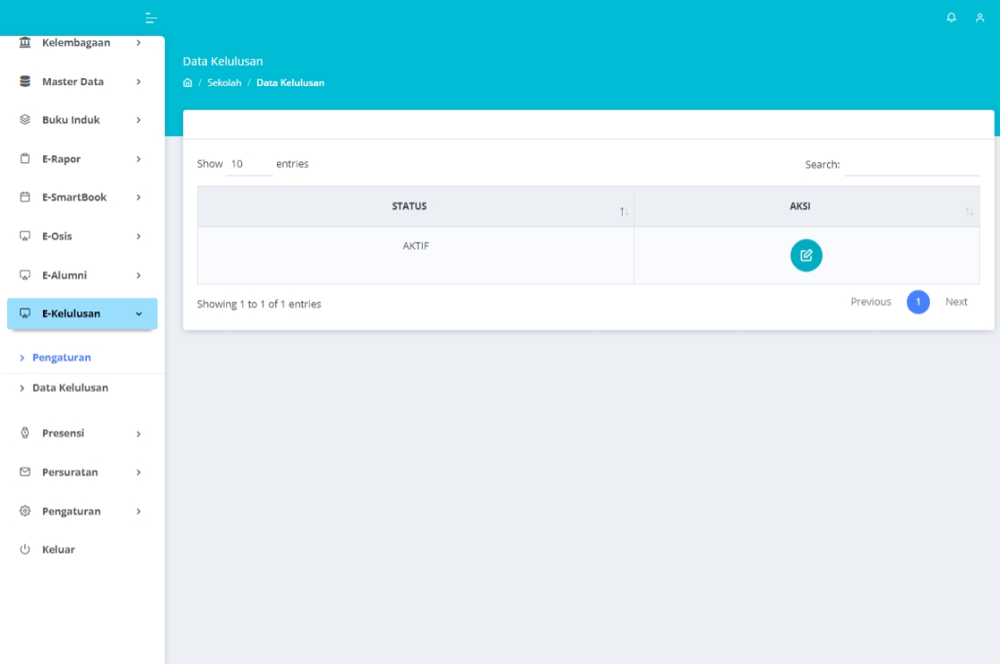 Kelembagaan
Master Data
Buku Induk
E-Rapor
E-SmartBook
E-Osis
E-Alumni
E-Kelulusan
Pengaturan
Data Kelulusan
Presensi
Persuratan
Pengaturan
Keluar
Data Kelulusan
/ Sekolah / Data Kelulusan
Show 10 entries
Search:
STATUS AKSI
AKTIF
Showing 1 to 1 of 1 entries
Previous 1 Next